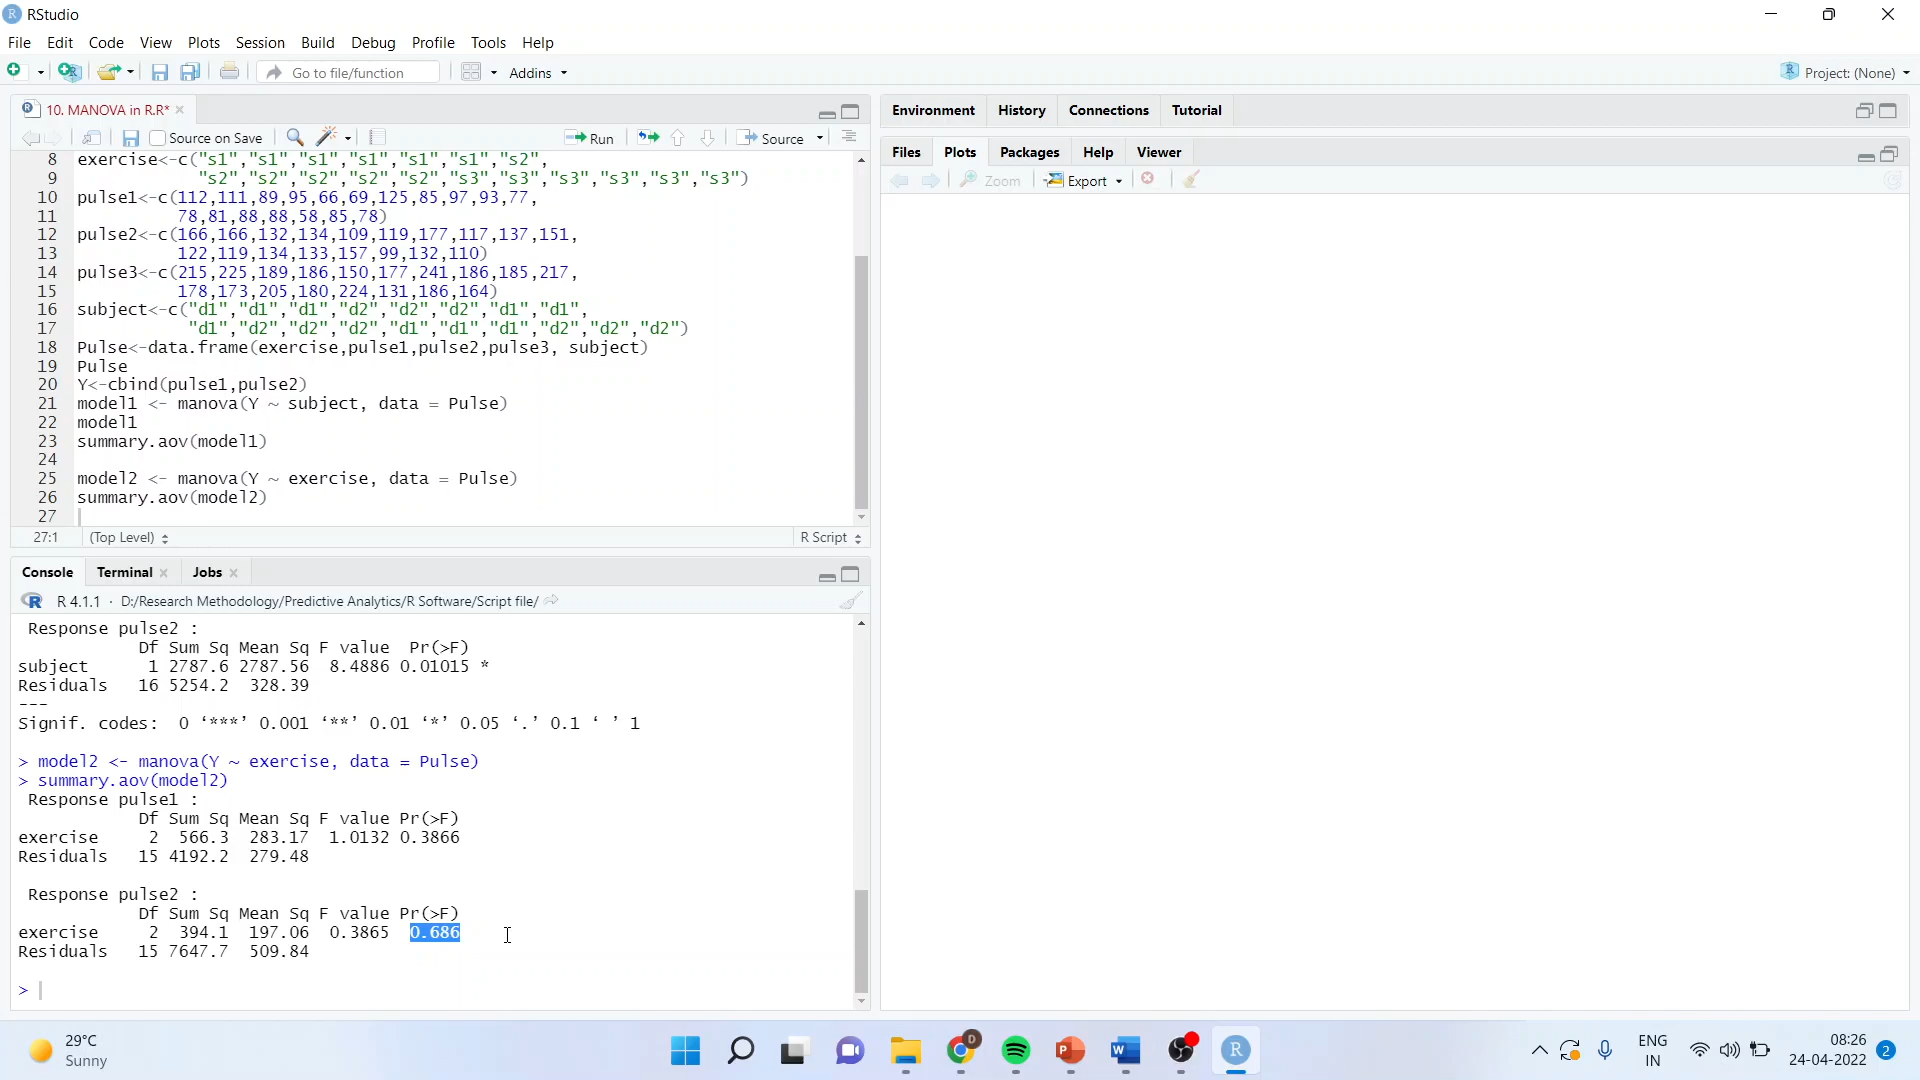 RStudio
File Edit Code View Plots Session Build Debug Profile Tools Help
Go to file/function Addins Project: (None)
10. MANOVA in R.R*
Source on Save Run Source
8 exercise<-c("s1","s1","s1","s1","s1","s1","s2",
9 "s2","s2","s2","s2","s2","s3","s3","s3","s3","s3","s3")
10 pulse1<-c(112,111,89,95,66,69,125,85,97,93,77,
11 78,81,88,88,58,85,78)
12 pulse2<-c(166,166,132,134,109,119,177,117,137,151,
13 122,119,134,133,157,99,132,110)
14 pulse3<-c(215,225,189,186,150,177,241,186,185,217,
15 178,173,205,180,224,131,186,164)
16 subject<-c("d1","d1","d1","d2","d2","d2","d1","d1",
17 "d1","d2","d2","d2","d1","d1","d1","d2","d2","d2")
18 Pulse<-data.frame(exercise,pulse1,pulse2,pulse3, subject)
19 Pulse
20 Y<-cbind(pulse1,pulse2)
21 model1 <- manova(Y ~ subject, data = Pulse)
22 model1
23 summary.aov(model1)
24
25 model2 <- manova(Y ~ exercise, data = Pulse)
26 summary.aov(model2)
27
27:1 (Top Level) R Script
Console Terminal Jobs
R 4.1.1 · D:/Research Methodology/Predictive Analytics/R Software/Script file/
Response pulse2 :
Df Sum Sq Mean Sq F value Pr(>F)
subject 1 2787.6 2787.56 8.4886 0.01015 *
Residuals 16 5254.2 328.39
---
Signif. codes: 0 ‘***’ 0.001 ‘**’ 0.01 ‘*’ 0.05 ‘.’ 0.1 ‘ ’ 1
> model2 <- manova(Y ~ exercise, data = Pulse)
> summary.aov(model2)
Response pulse1 :
Df Sum Sq Mean Sq F value Pr(>F)
exercise 2 566.3 283.17 1.0132 0.3866
Residuals 15 4192.2 279.48
Response pulse2 :
Df Sum Sq Mean Sq F value Pr(>F)
exercise 2 394.1 197.06 0.3865 0.686
Residuals 15 7647.7 509.84
>
Environment History Connections Tutorial
Files Plots Packages Help Viewer
Zoom Export
29°C
Sunny
ENG
IN
08:26
24-04-2022
2